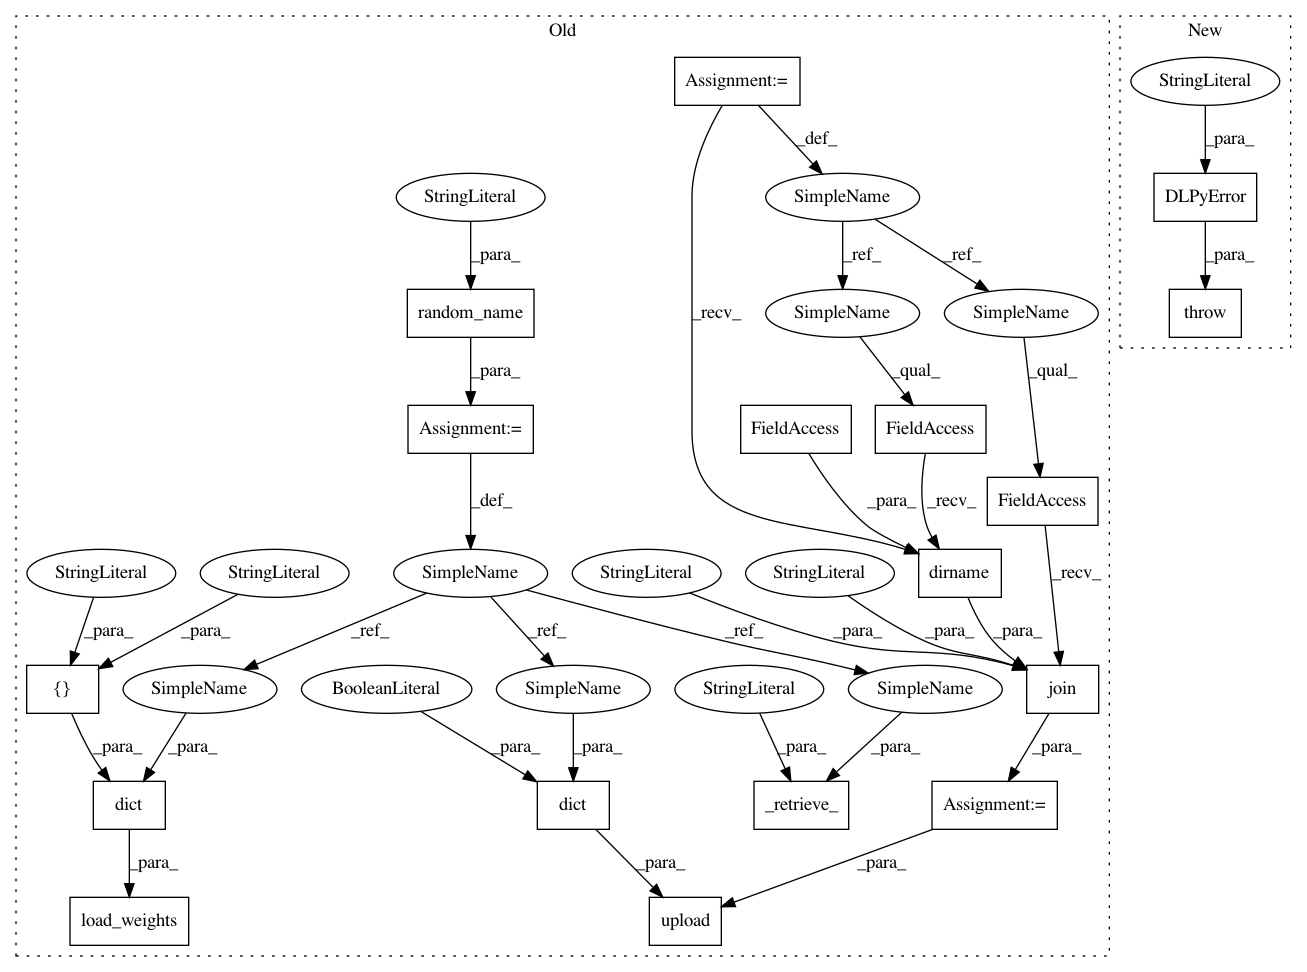 Old
New
Assignment:=
StringLiteral
_para_
_def_
DLPyError
StringLiteral
SimpleName
_para_
_para_
_ref_
_ref_
random_name
_recv_
SimpleName
SimpleName
throw
_para_
_qual_
_qual_
Assignment:=
FieldAccess
FieldAccess
_def_
_para_
_recv_
FieldAccess
StringLiteral
StringLiteral
SimpleName
StringLiteral
StringLiteral
dirname
_recv_
_para_
_para_
_ref_
_ref_
_ref_
_para_
_para_
_para_
{}
SimpleName
BooleanLiteral
SimpleName
StringLiteral
SimpleName
join
_para_
_para_
_para_
_para_
_para_
_para_
_para_
dict
dict
_retrieve_
Assignment:=
_para_
_para_
_para_
load_weights
upload